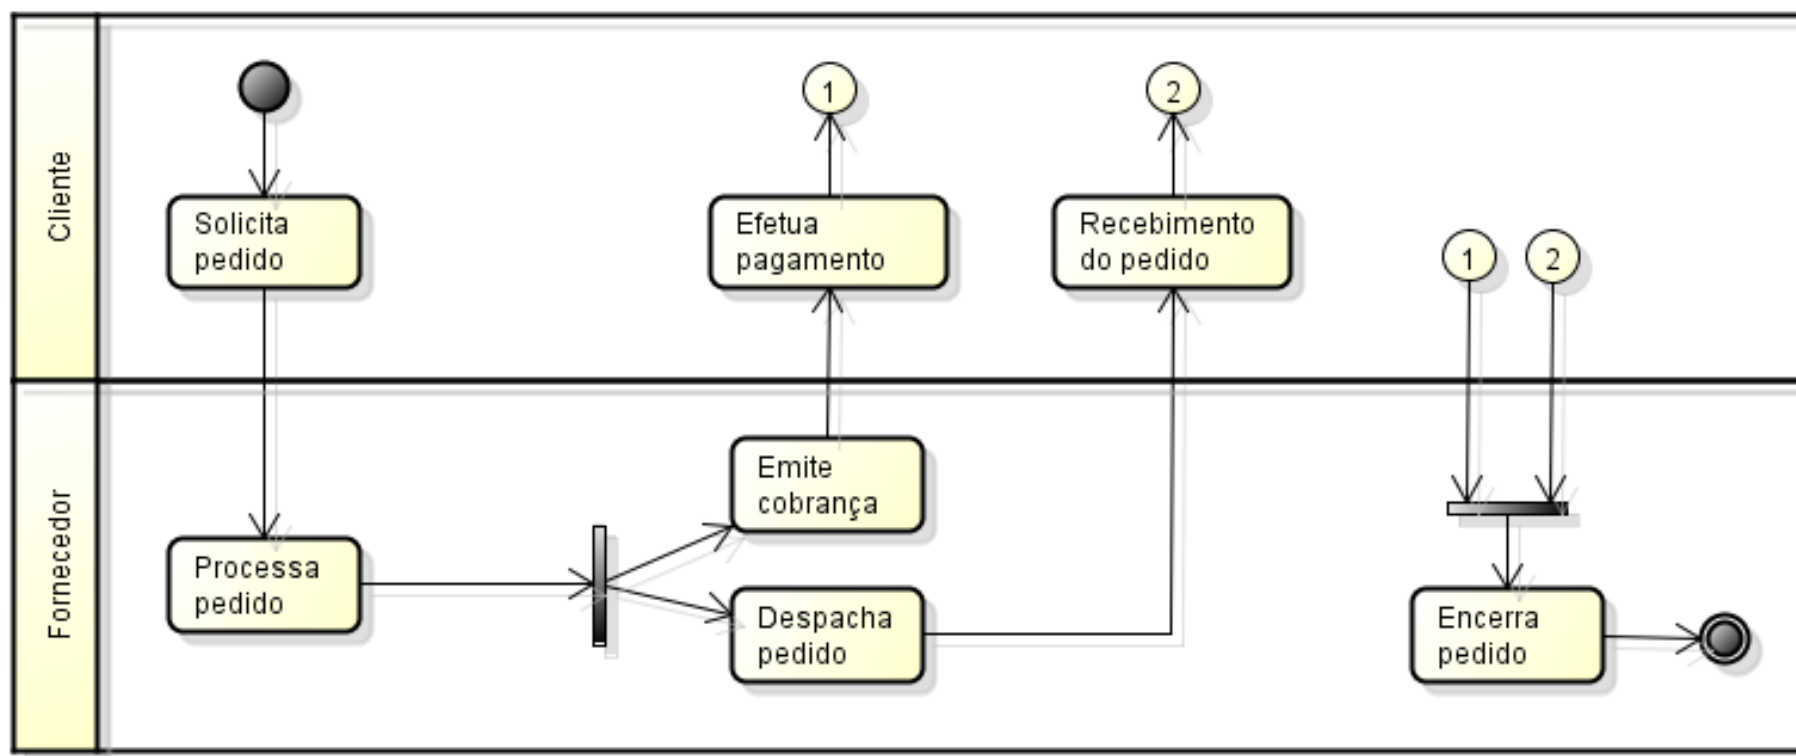 Cliente
1
2
Solicita
pedido
Efetua
pagamento
Recebimento
do pedido
1
2
Fornecedor
Emite
cobrança
Processa
pedido
Despacha
pedido
Encerra
pedido